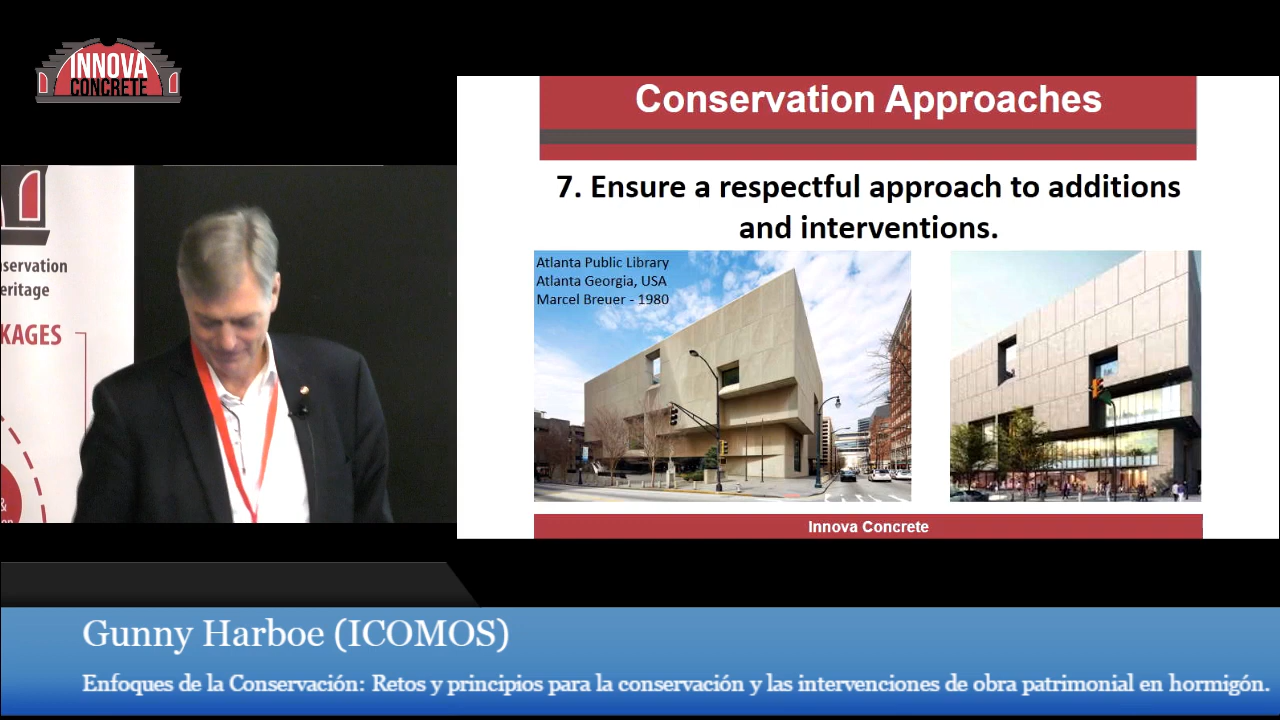 INNOVA
CONCRETE
Conservation Approaches
7. Ensure a respectful approach to additions
and interventions.
Atlanta Public Library
Atlanta Georgia, USA
Marcel Breuer - 1980
Innova Concrete
nservation
eritage
KAGES
&
Gunny Harboe (ICOMOS)
Enfoques de la Conservación: Retos y principios para la conservación y las intervenciones de obra patrimonial en hormigón.